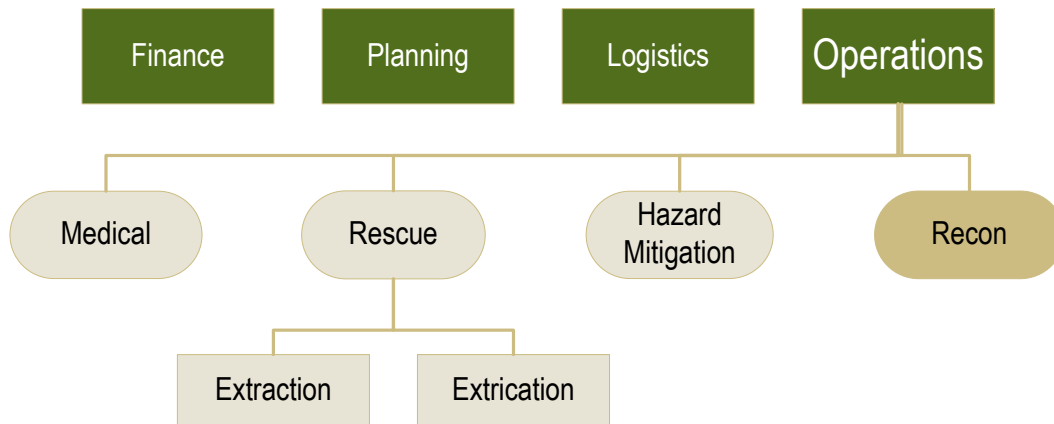 Finance
Planning
Logistics
Operations
Medical
Rescue
Hazard
Mitigation
Recon
Extraction
Extrication